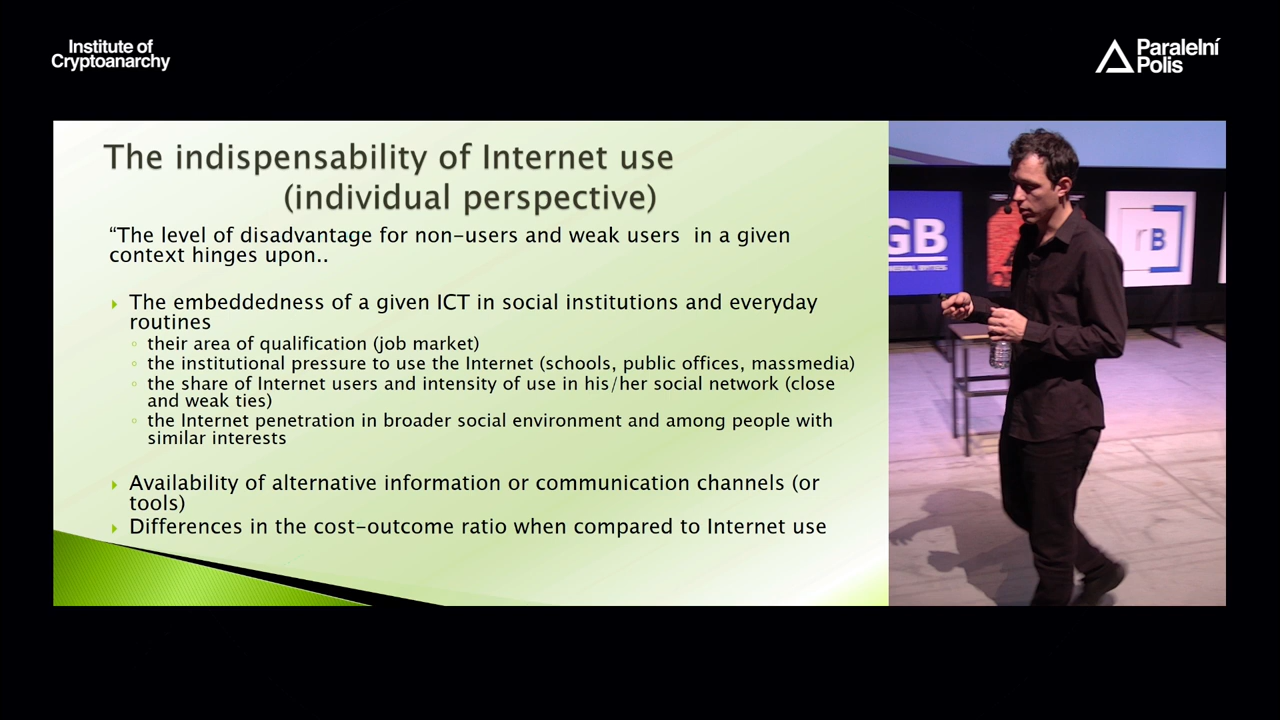 Institute of
Cryptoanarchy
Paralelní
Polis
The indispensability of Internet use
(individual perspective)
“The level of disadvantage for non-users and weak users in a given
context hinges upon..
The embeddedness of a given ICT in social institutions and everyday
routines
their area of qualification (job market)
the institutional pressure to use the Internet (schools, public offices, massmedia)
the share of Internet users and intensity of use in his/her social network (close
and weak ties)
the Internet penetration in broader social environment and among people with
similar interests
Availability of alternative information or communication channels (or
tools)
Differences in the cost-outcome ratio when compared to Internet use
GB
BYTES
rB